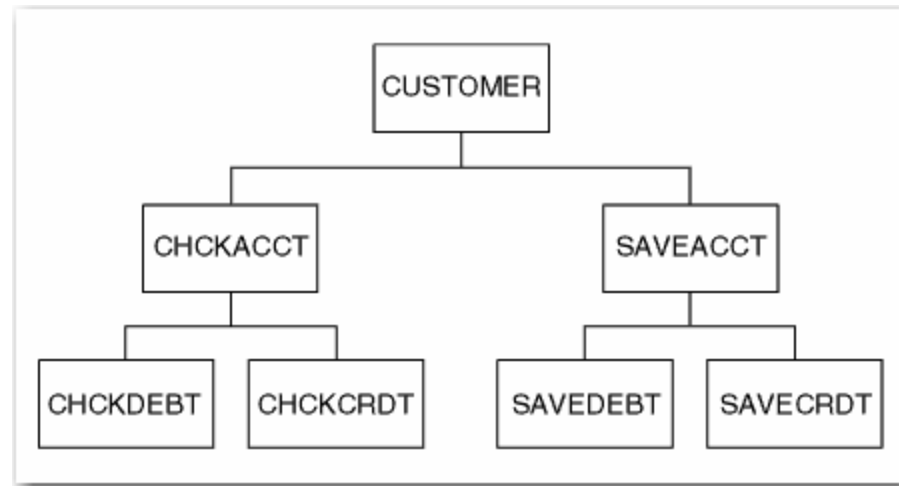 CUSTOMER
CHCKACCT
SAVEACCT
CHCKDEBT
CHCKCRDT
SAVEDEBT
SAVECRDT